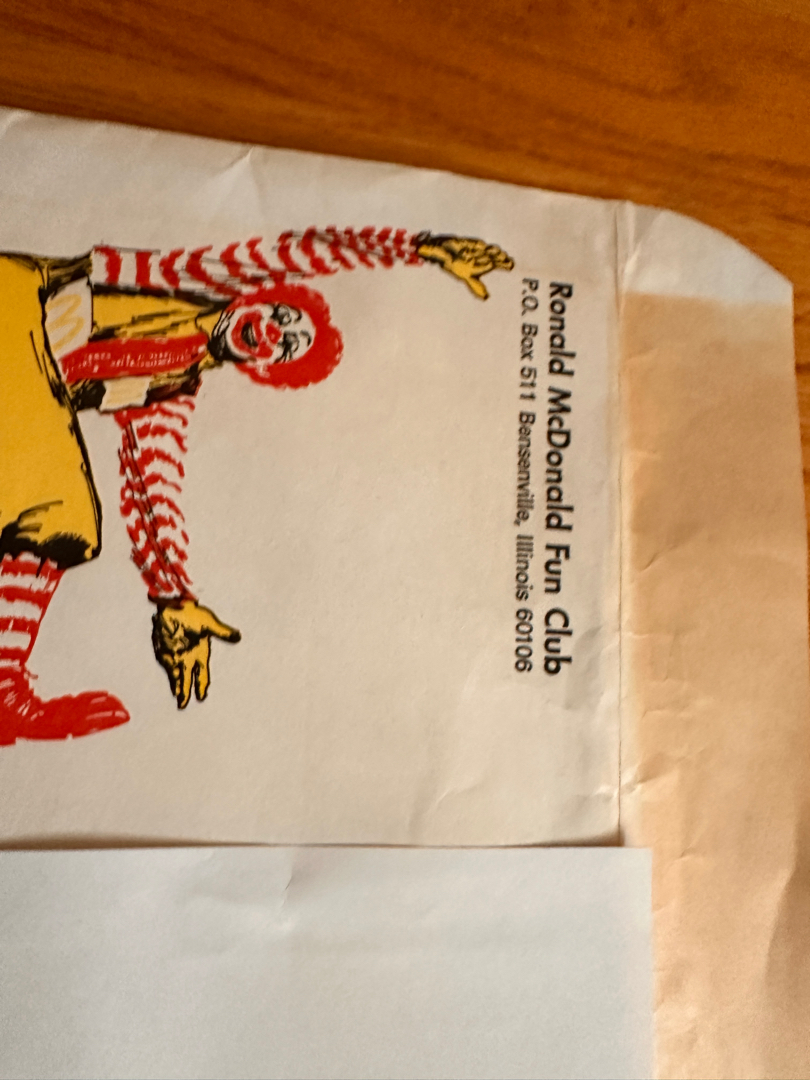 Ronald McDonald Fun Club
P.O. Box 511 Bensenville, Illinois 60106